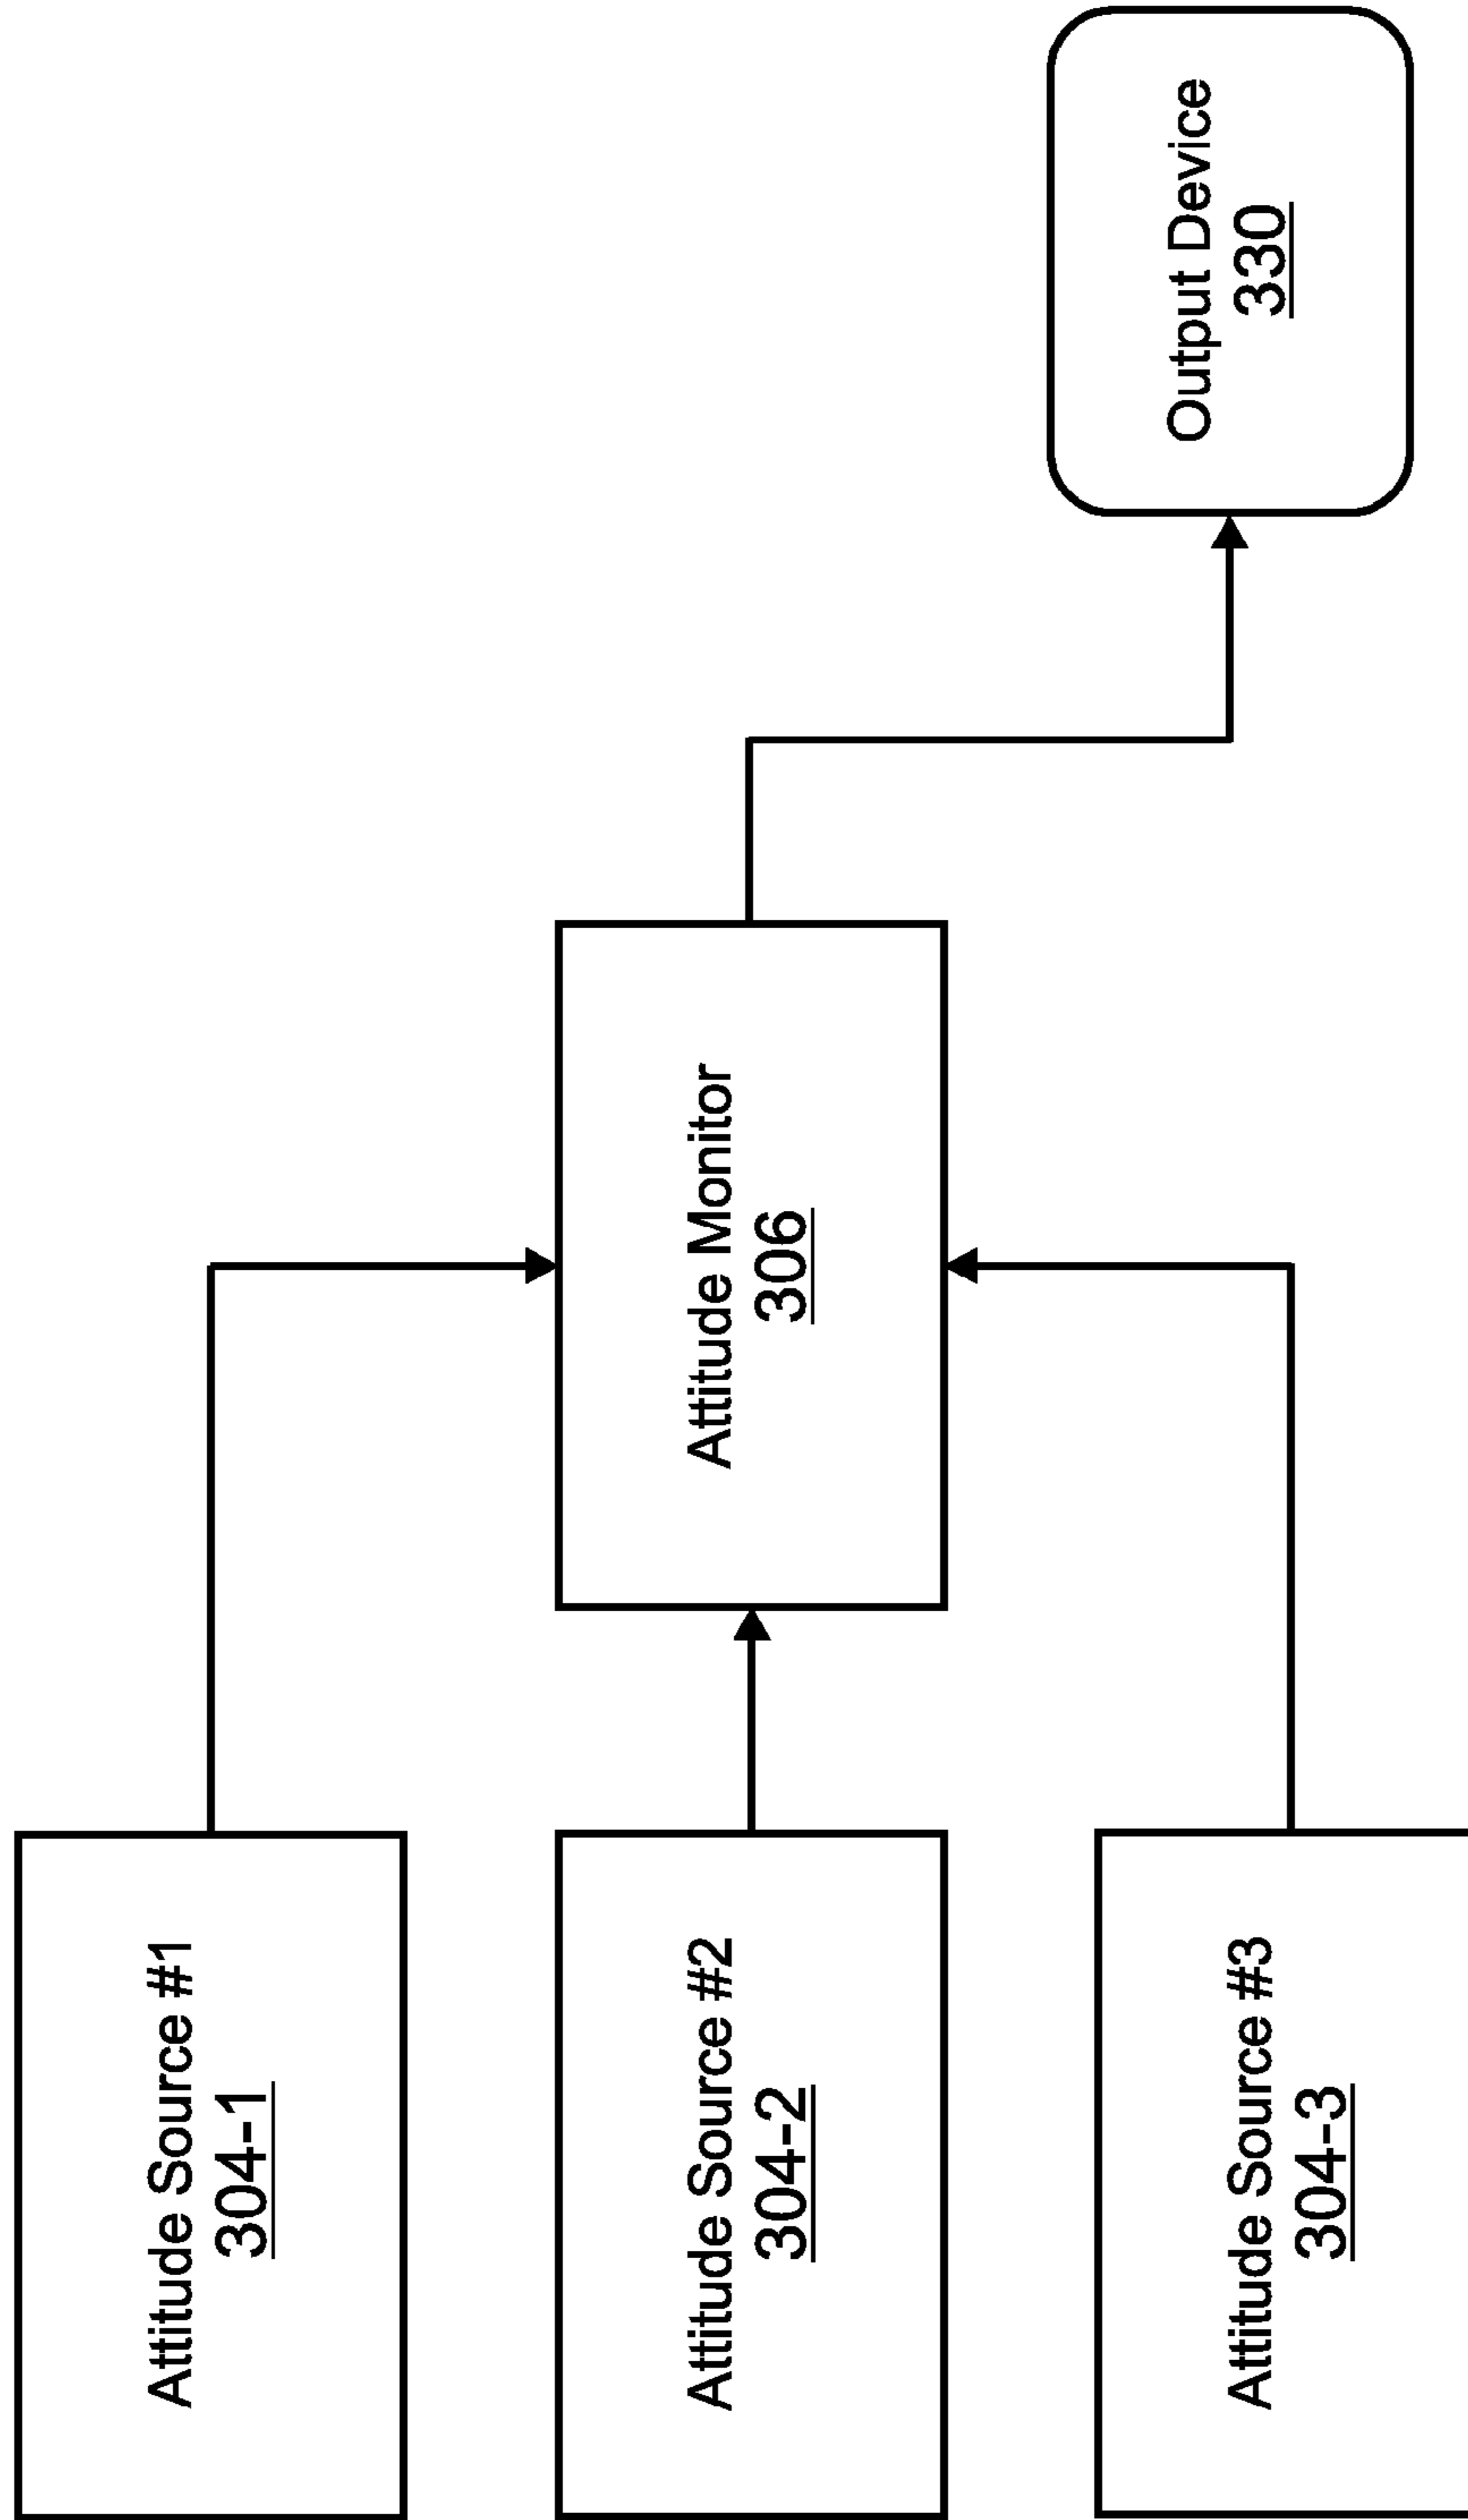 Attitude Source #1
304-1
Attitude Source #2
304-2
Attitude Source #3
304-3
Attitude Monitor
306
Output Device
330